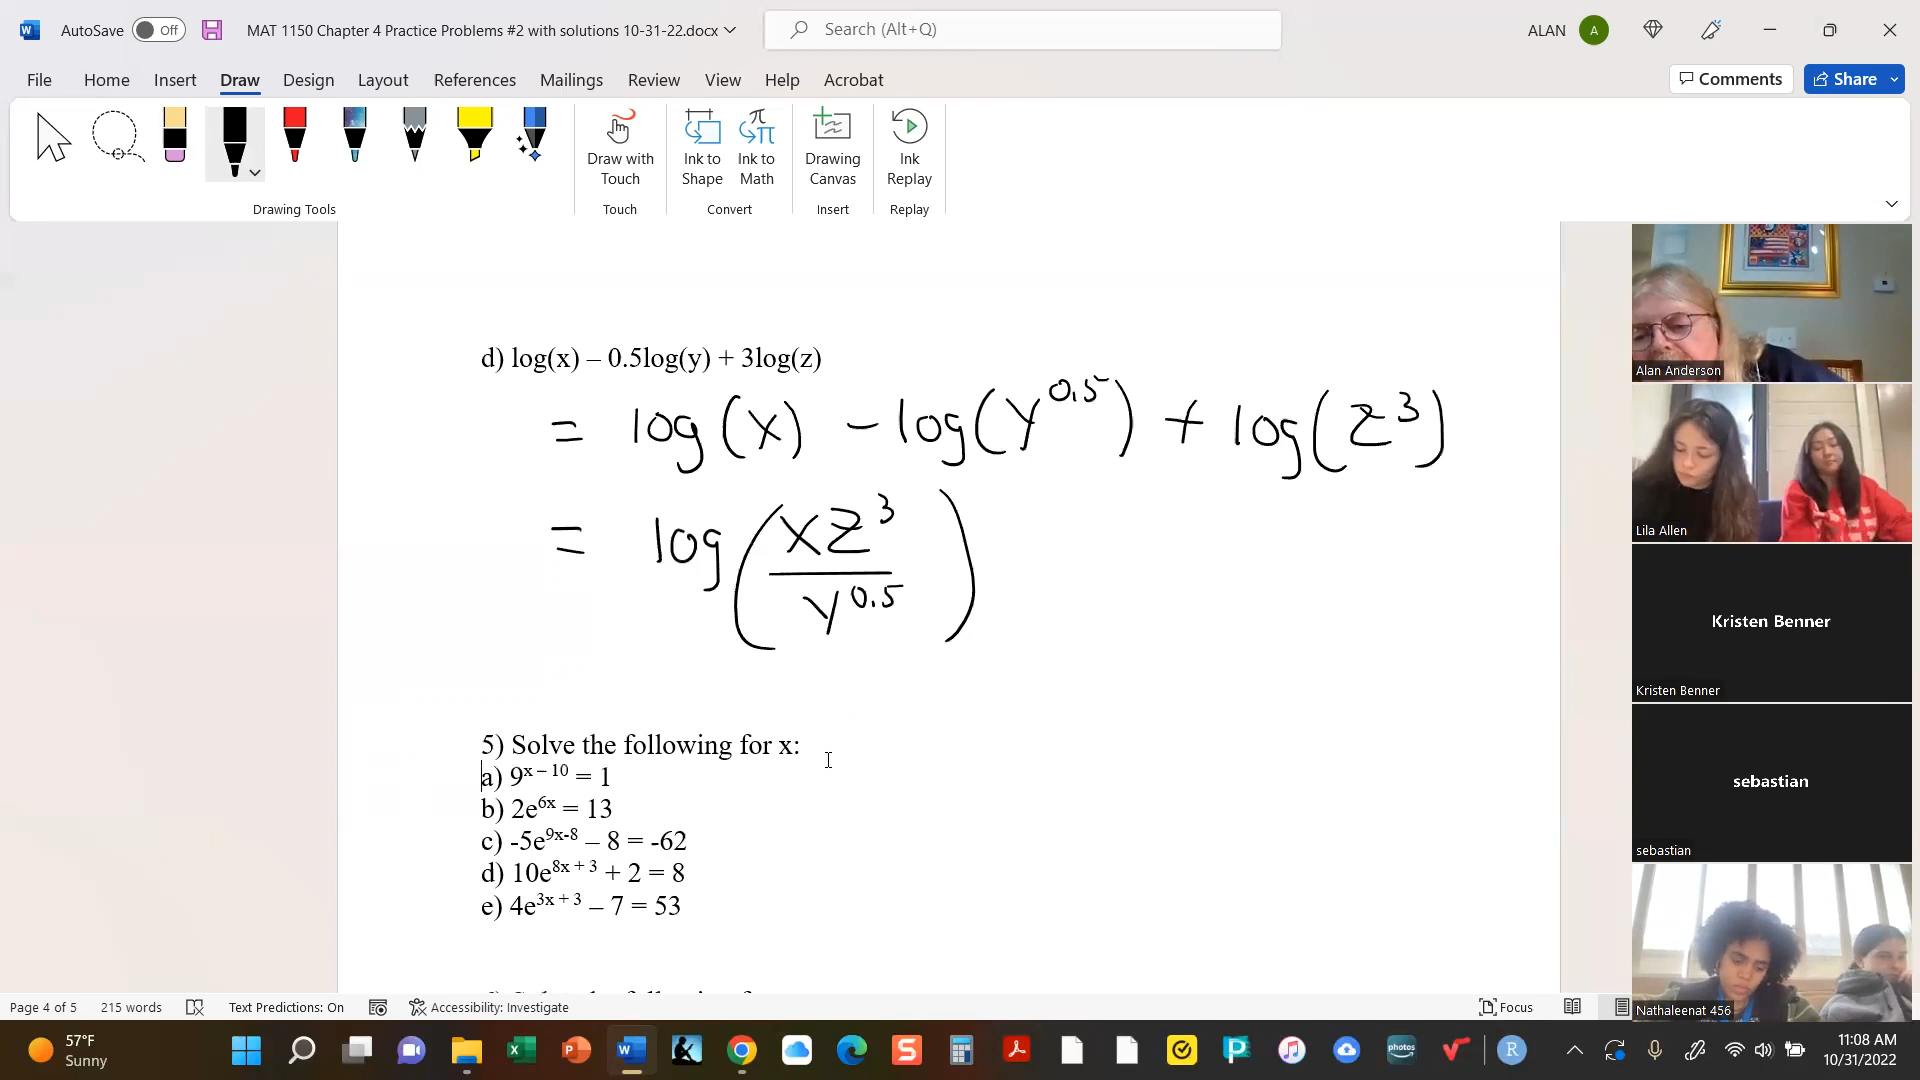 AutoSave Off MAT 1150 Chapter 4 Practice Problems #2 with solutions 10-31-22.docx Search (Alt+Q) ALAN A
File Home Insert Draw Design Layout References Mailings Review View Help Acrobat Comments Share
Draw with Touch
Ink to Shape
Ink to Math
Drawing Canvas
Ink Replay
Drawing Tools Touch Convert Insert Replay
d) log(x) – 0.5log(y) + 3log(z)
= log(x) - log(y^0.5) + log(z^3)
= log(xz^3 / y^0.5)
5) Solve the following for x:
a) 9^x – 10 = 1
b) 2e^6x = 13
c) -5e^9x-8 – 8 = -62
d) 10e^8x + 3 + 2 = 8
e) 4e^3x + 3 – 7 = 53
Alan Anderson
Lila Allen
Kristen Benner
Kristen Benner
sebastian
sebastian
Nathaleenat 456
Page 4 of 5 215 words Text Predictions: On Accessibility: Investigate Focus
57°F
Sunny
photos
R
11:08 AM
10/31/2022